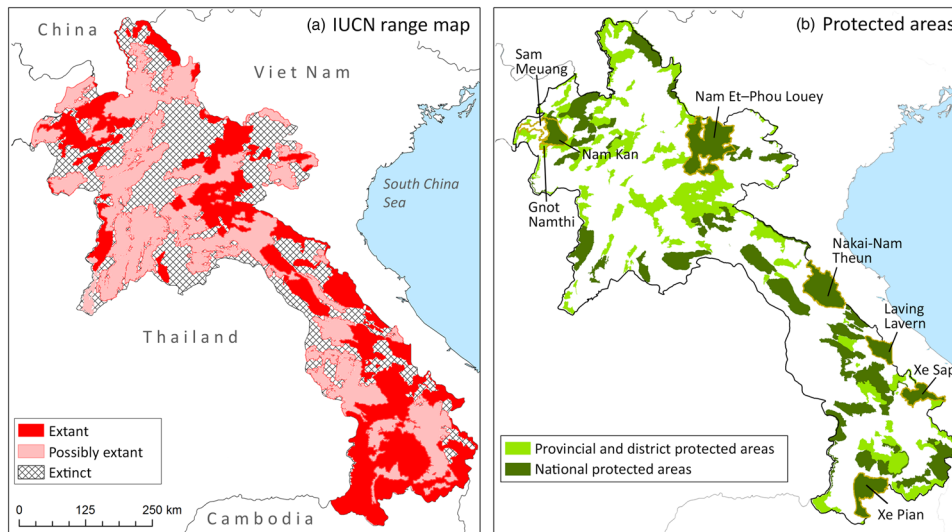 (a) IUCN range map
China
Viet Nam
South China
Sea
Thailand
Cambodia
Extant
Possibly extant
Extinct
0 125 250 km
(b) Protected areas
Sam
Meuang
Nam Et–Phou Louey
Nam Kan
Gnot
Namthi
Nakai-Nam
Theun
Laving
Lavern
Xe Sap
Provincial and district protected areas
National protected areas
Xe Pian